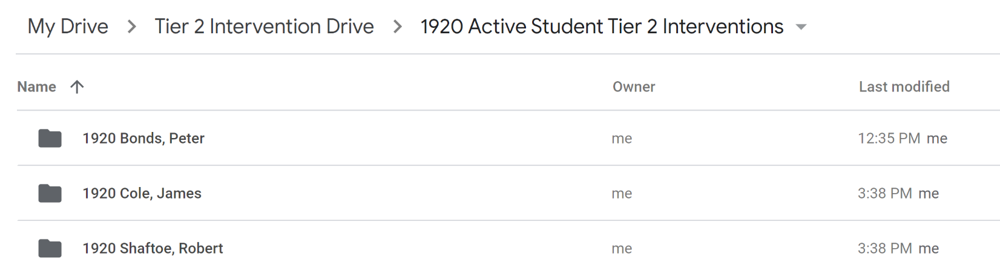 My Drive > Tier 2 Intervention Drive > 1920 Active Student Tier 2 Interventions
Name Owner Last modified
1920 Bonds, Peter me 12:35 PM me
1920 Cole, James me 3:38 PM me
1920 Shaftoe, Robert me 3:38 PM me